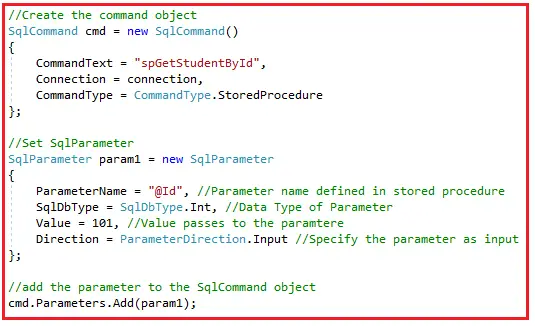 //Create the command object
SqlCommand cmd = new SqlCommand()
{
    CommandText = "spGetStudentById",
    Connection = connection,
    CommandType = CommandType.StoredProcedure
};
//Set SqlParameter
SqlParameter param1 = new SqlParameter
{
    ParameterName = "@Id", //Parameter name defined in stored procedure
    SqlDbType = SqlDbType.Int, //Data Type of Parameter
    Value = 101, //Value passes to the paramtere
    Direction = ParameterDirection.Input //Specify the parameter as input
};
//add the parameter to the SqlCommand object
cmd.Parameters.Add(param1);